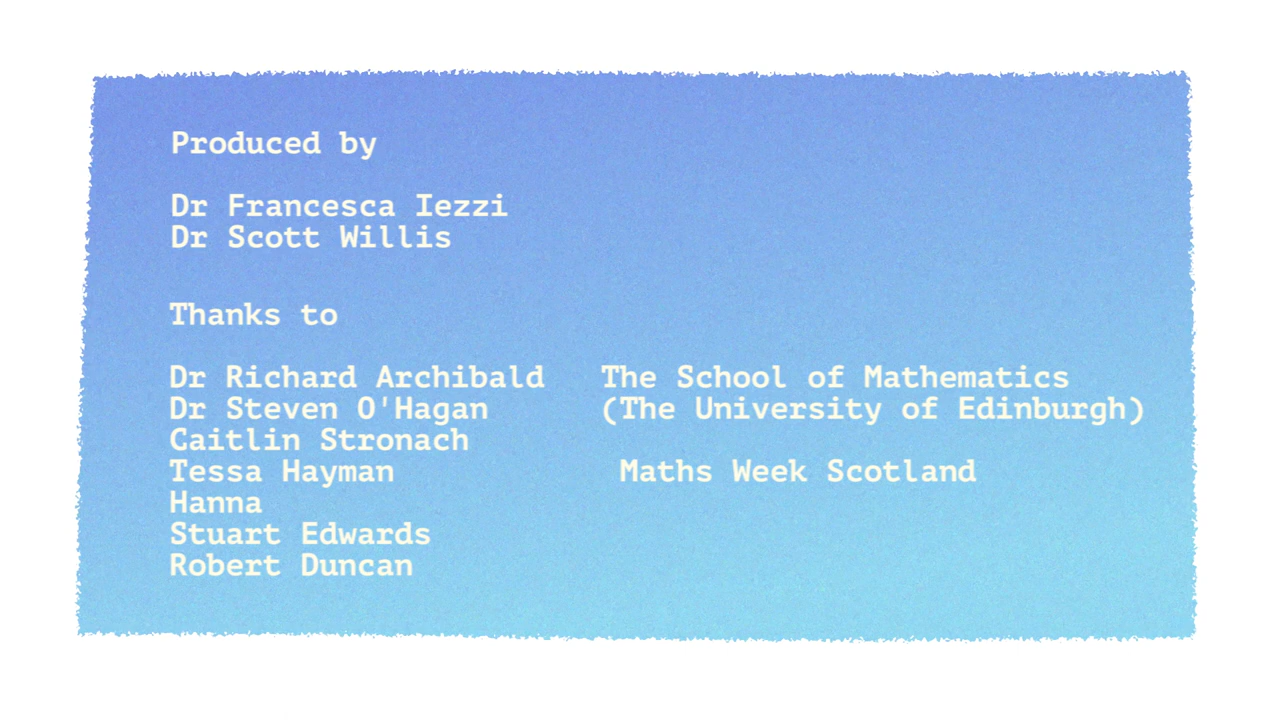 Produced by
Dr Francesca Iezzi
Dr Scott Willis
Thanks to
Dr Richard Archibald
Dr Steven O'Hagan
Caitlin Stronach
Tessa Hayman
Hanna
Stuart Edwards
Robert Duncan
The School of Mathematics
(The University of Edinburgh)
Maths Week Scotland